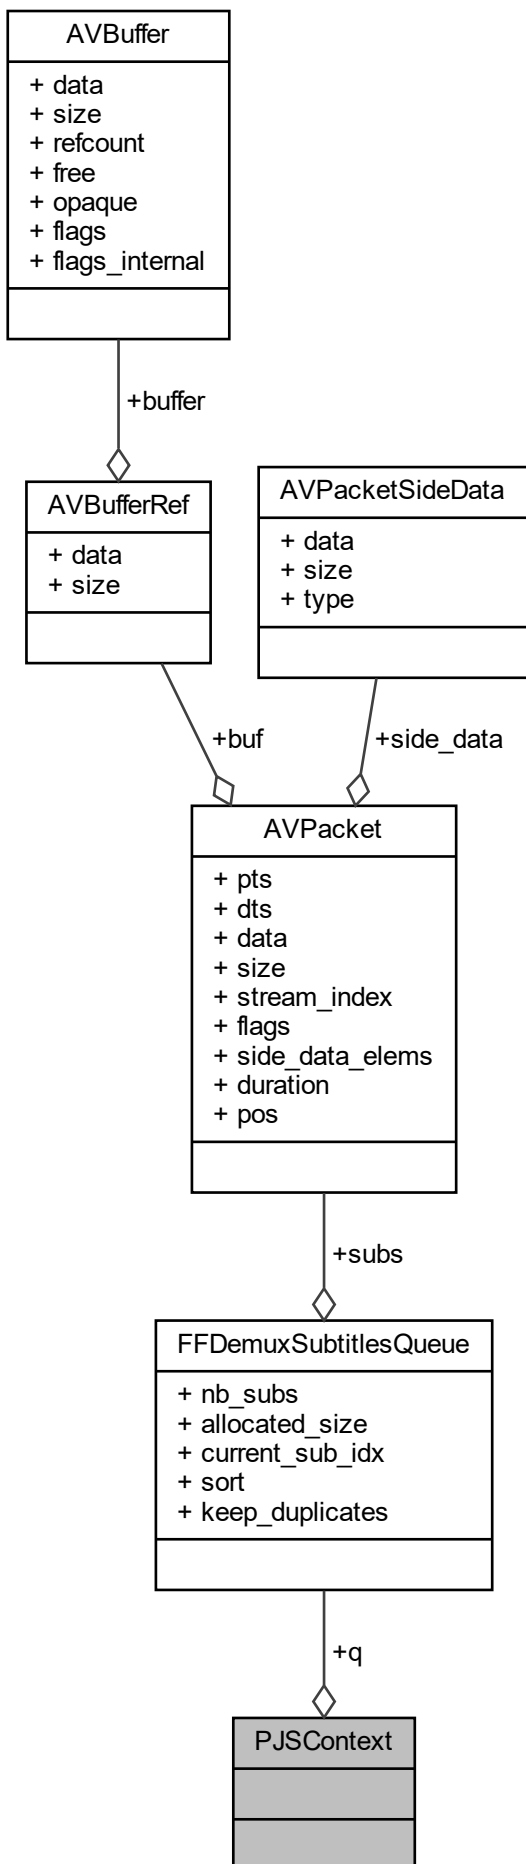 AVBuffer
+ data
+ size
+ refcount
+ free
+ opaque
+ flags
+ flags_internal
+buffer
AVBufferRef
+ data
+ size
AVPacketSideData
+ data
+ size
+ type
+buf
+side_data
AVPacket
+ pts
+ dts
+ data
+ size
+ stream_index
+ flags
+ side_data_elems
+ duration
+ pos
+subs
FFDemuxSubtitlesQueue
+ nb_subs
+ allocated_size
+ current_sub_idx
+ sort
+ keep_duplicates
+q
PJSContext